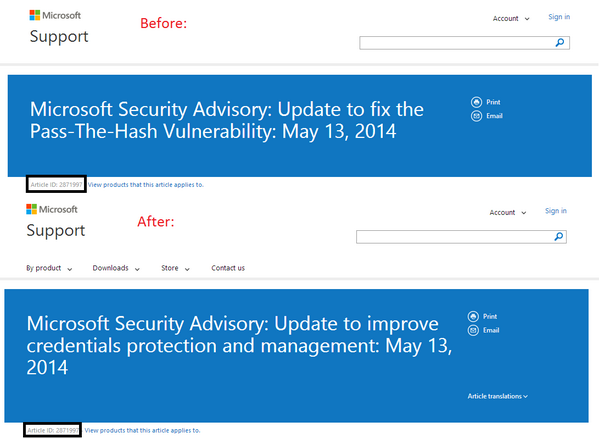 Microsoft
Support
Before:
Account
Sign in
Microsoft Security Advisory: Update to fix the
Pass-The-Hash Vulnerability: May 13, 2014
Print
Email
Article ID: 2871997 View products that this article applies to.
Microsoft
Support
After:
Account
Sign in
By product Downloads Store Contact us
Microsoft Security Advisory: Update to improve
credentials protection and management: May 13,
2014
Print
Email
Article translations
Article ID: 2871997 View products that this article applies to.